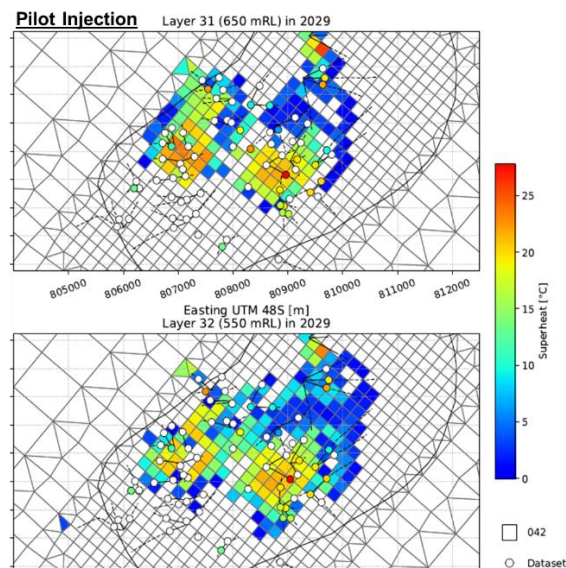 Pilot Injection
Layer 31 (650 mRL) in 2029
805000
806000
807000
808000
809000
810000
811000
812000
Easting UTM 48S [m]
Layer 32 (550 mRL) in 2029
25
20
15
10
5
0
Superheat [°C]
042
Dataset